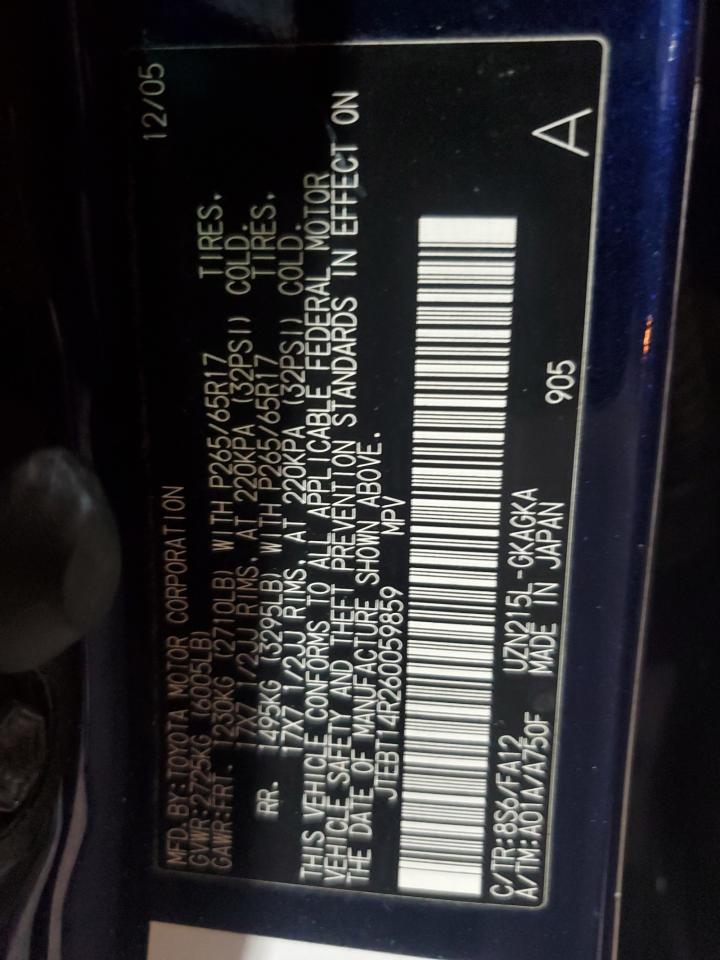 12/05
MFD.BY:TOYOTA MOTOR CORPORATION
GVWR:2725KG (6005LB)
GAWR:FRT. 1230KG (2710LB) WITH P265/65R17 TIRES,
17X7 1/2JJ RIMS, AT 220KPA (32PSI) COLD.
RR. 1495KG (3295LB) WITH P265/65R17 TIRES,
17X7 1/2JJ RIMS, AT 220KPA (32PSI) COLD.
THIS VEHICLE CONFORMS TO ALL APPLICABLE FEDERAL MOTOR
VEHICLE SAFETY AND THEFT PREVENTION STANDARDS IN EFFECT ON
THE DATE OF MANUFACTURE SHOWN ABOVE.
JTEBT14R260059859 MPV
C/TR:8S6/FA12 UZN215L-GKAGKA
A/TM:A01A/A750F MADE IN JAPAN 905 A